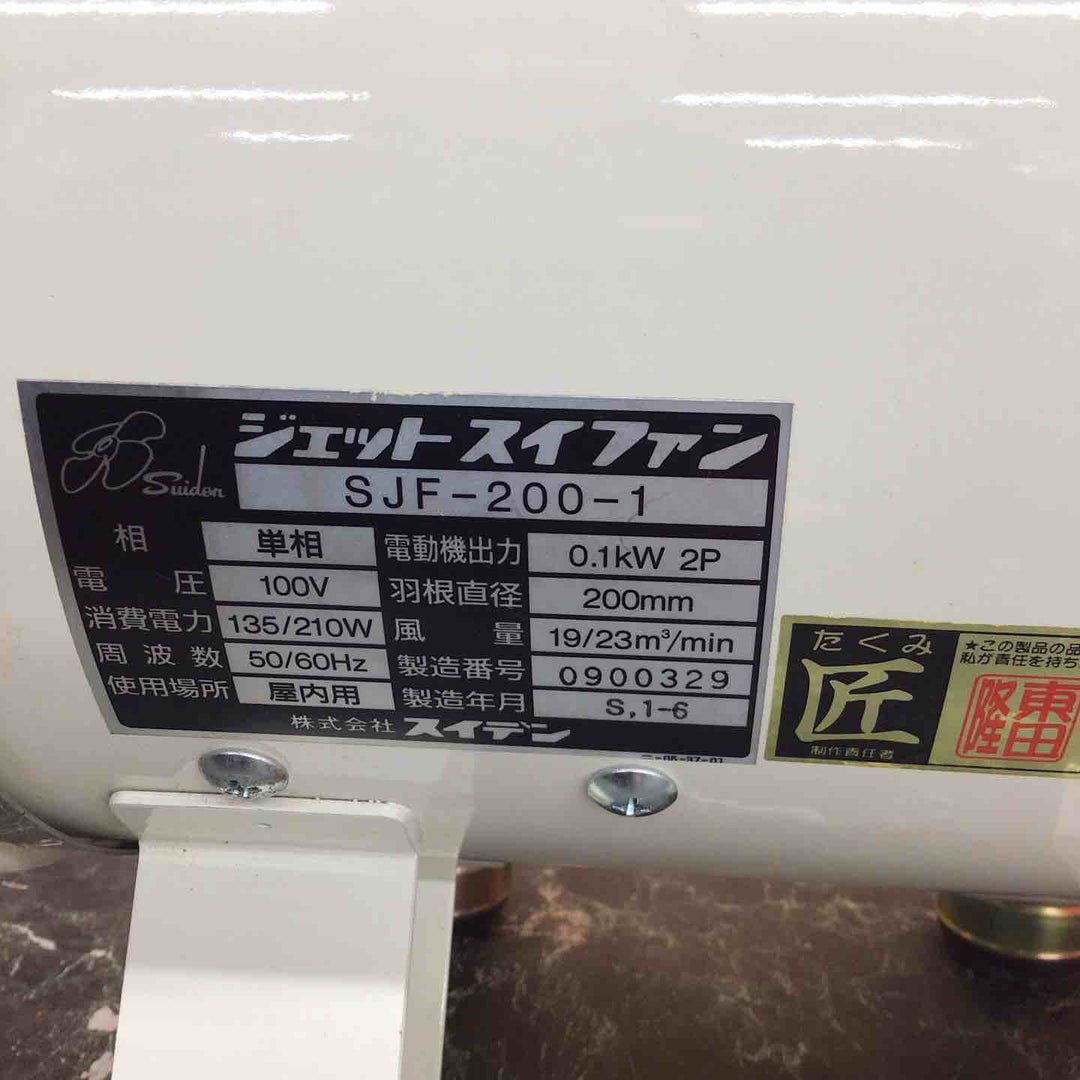 Suiden
ジェットスイファン
SJF-200-1
相 単相
電動機出力 0.1kW 2P
電圧 100V
羽根直径 200mm
消費電力 135/210W
風量 19/23m³/min
周波数 50/60Hz
製造番号 0900329
使用場所 屋内用
製造年月 S,1-6
株式会社 スイデン
たくみ
匠
制作責任者
★この製品の品
私が責任を持ち
東田
隆